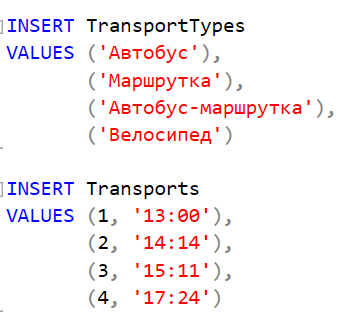 INSERT TransportTypes
VALUES ('Автобус'),
('Маршрутка'),
('Автобус-маршрутка'),
('Велосипед')
INSERT Transports
VALUES (1, '13:00'),
(2, '14:14'),
(3, '15:11'),
(4, '17:24')